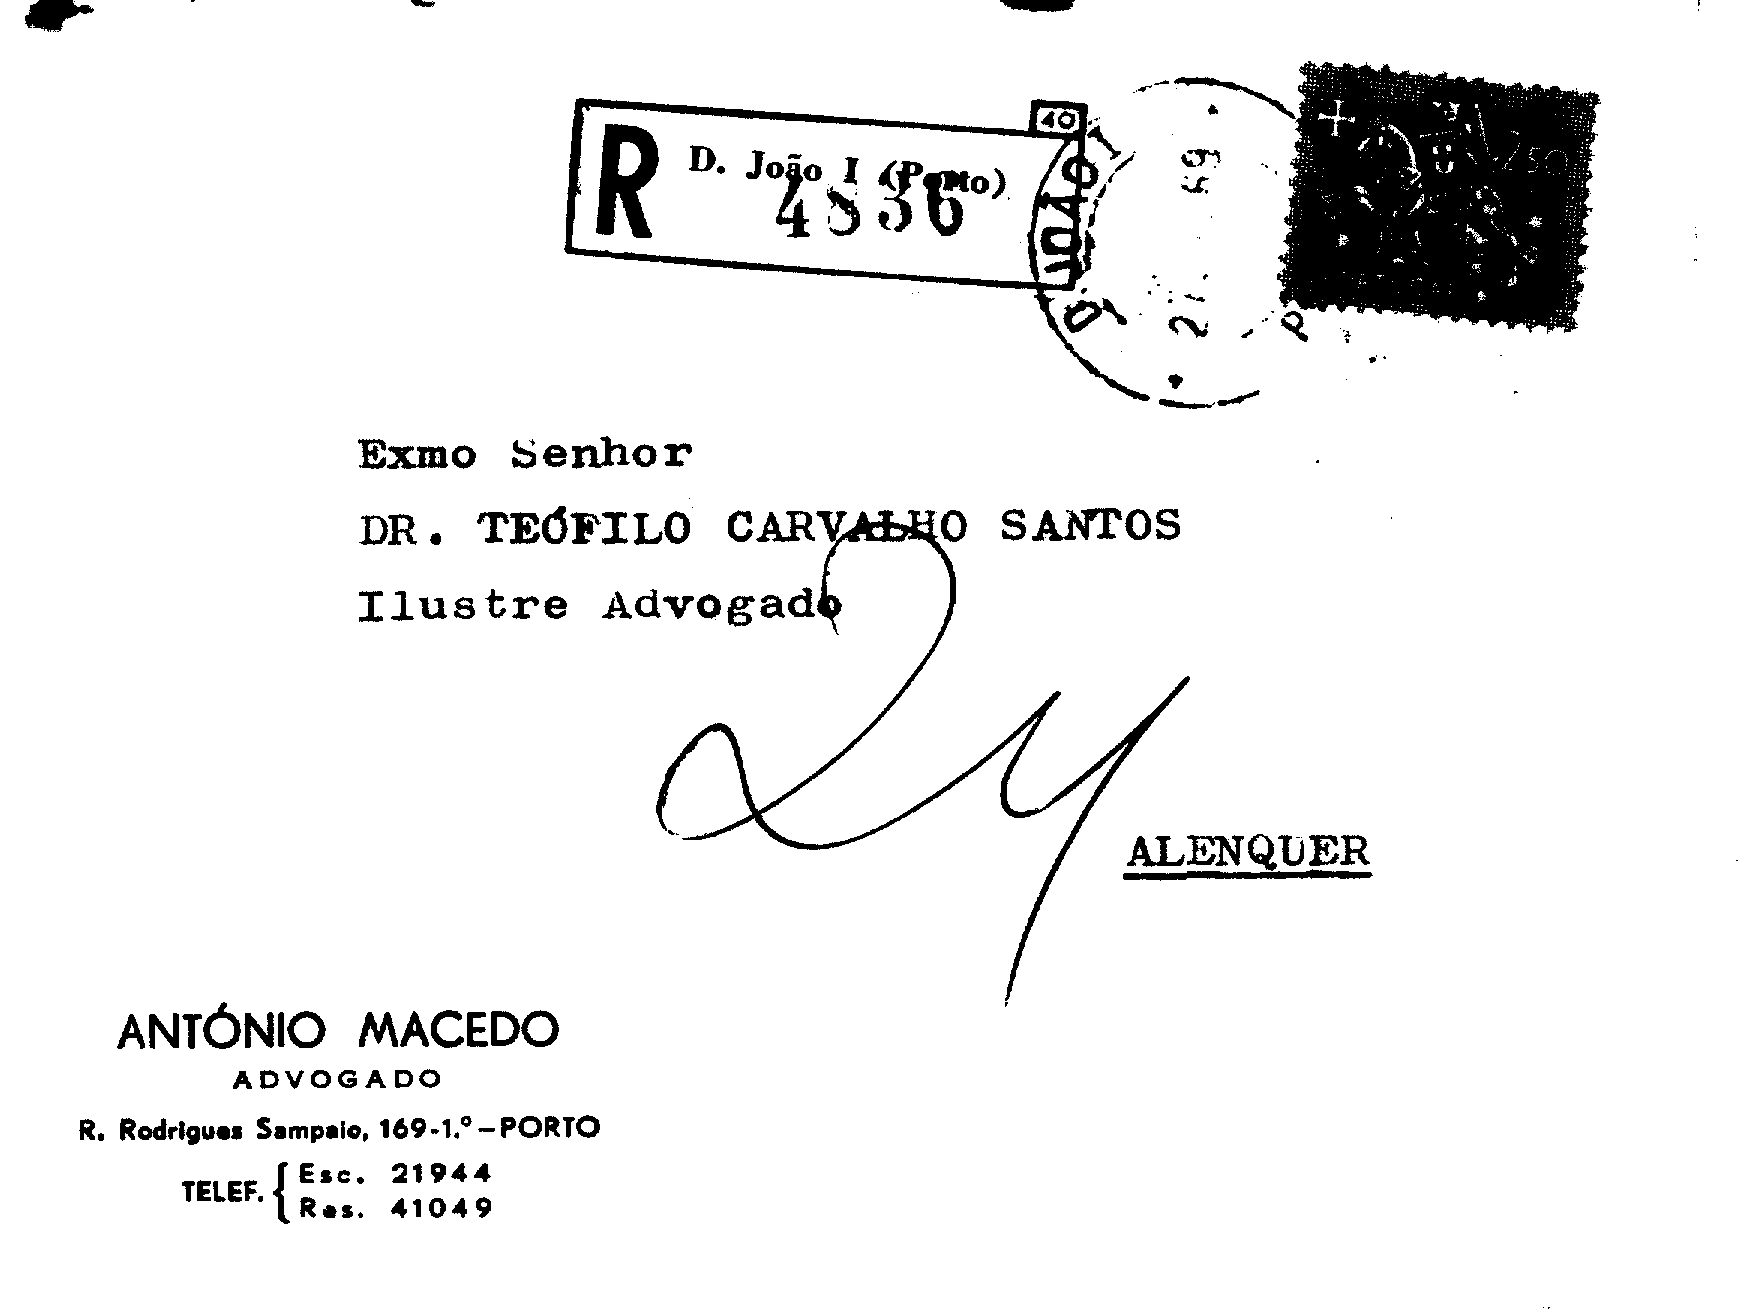 40
R D. João I (Porto)
4836
D. JOÃO I
Exmo Senhor
DR. TEÓFILO CARVALHO SANTOS
Ilustre Advogado
ALENQUER
ANTÓNIO MACEDO
ADVOGADO
R. Rodrigues Sampaio, 169-1.º – PORTO
TELEF. { Esc. 21944
Res. 41049